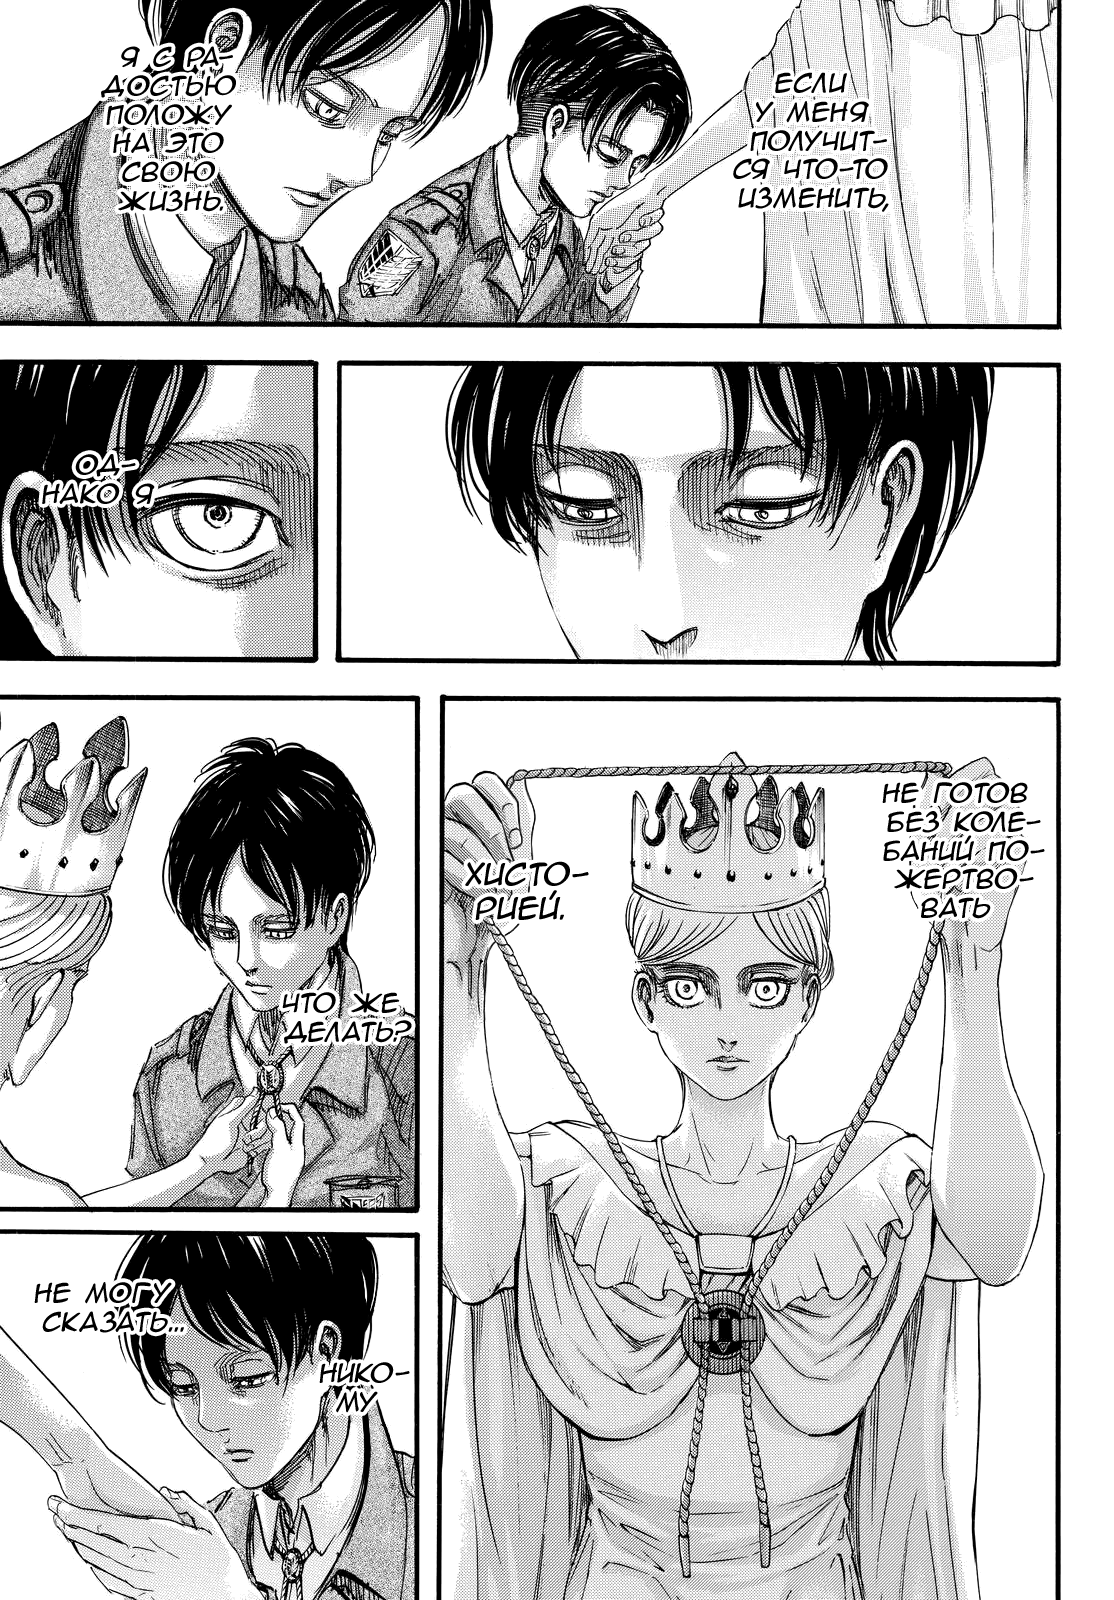 ЕСЛИ
У МЕНЯ
ПОЛУЧИТ-
СЯ ЧТО-ТО
ИЗМЕНИТЬ,
Я С РА-
ДОСТЬЮ
ПОЛОЖУ
НА ЭТО
СВОЮ
ЖИЗНЬ.
ОД-
НАКО Я
НЕ ГОТОВ
БЕЗ КОЛЕ-
БАНИЙ ПО-
ЖЕРТВО-
ВАТЬ
ХИСТО-
РИЕЙ.
ЧТО ЖЕ
ДЕЛАТЬ?
НИКО-
МУ
НЕ МОГУ
СКАЗАТЬ...